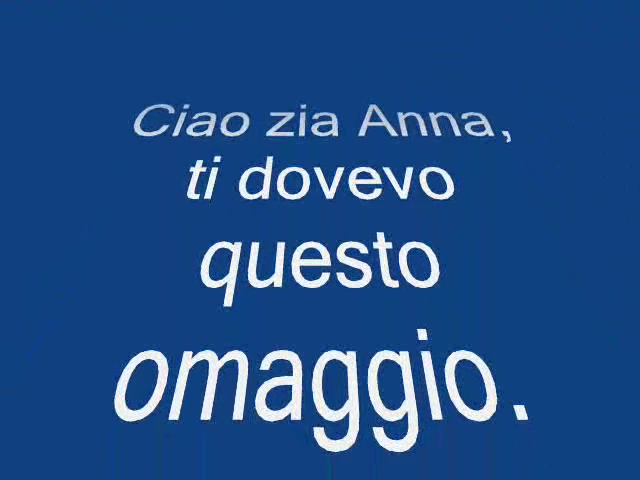 Ciao zia Anna,
ti dovevo
questo
omaggio.